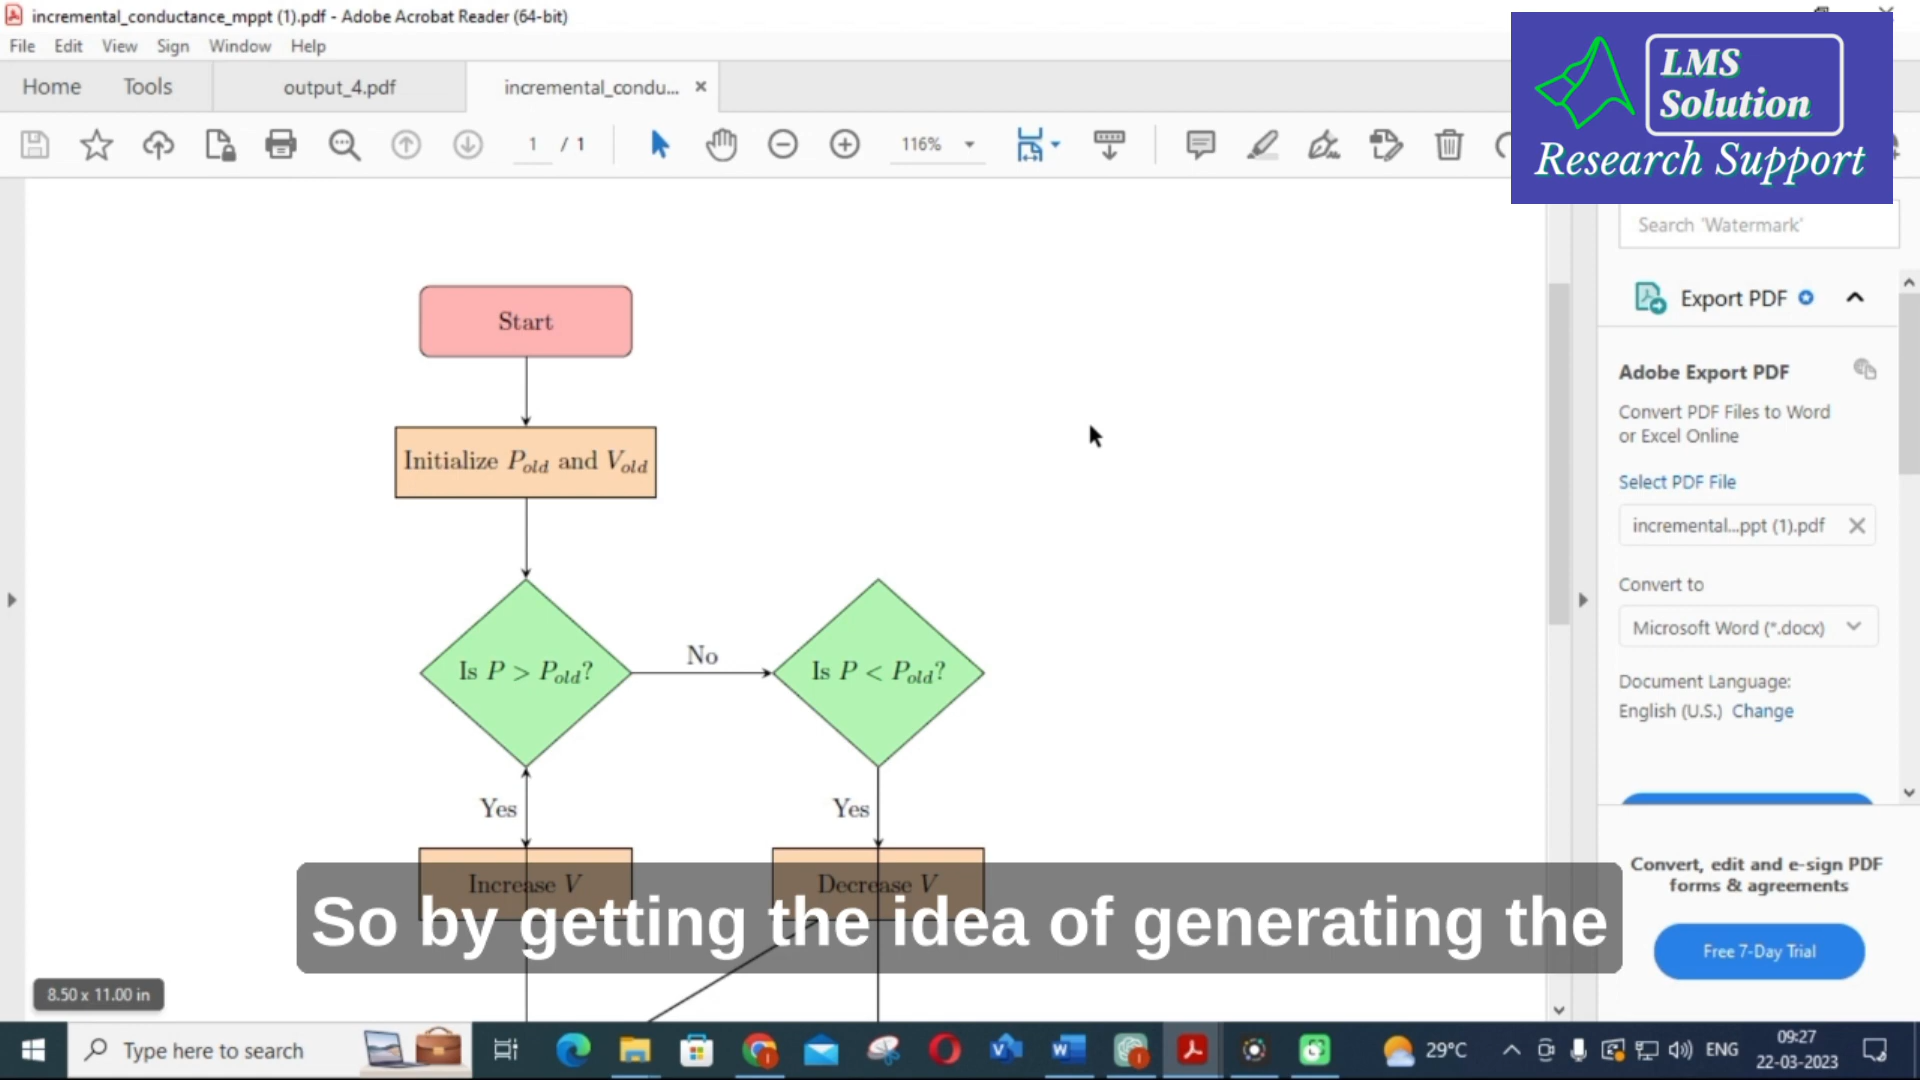 incremental_conductance_mppt (1).pdf - Adobe Acrobat Reader (64-bit)
File Edit View Sign Window Help
Home Tools output_4.pdf incremental_condu...
1 / 1 116%
LMS
Solution
Research Support
Search 'Watermark'
Export PDF
Adobe Export PDF
Convert PDF Files to Word
or Excel Online
Select PDF File
incremental...ppt (1).pdf
Convert to
Microsoft Word (*.docx)
Document Language:
English (U.S.) Change
Convert, edit and e-sign PDF
forms & agreements
Free 7-Day Trial
Start
Initialize P_old and V_old
Is P > P_old?
No
Is P < P_old?
Yes
Yes
Increase V
Decrease V
So by getting the idea of generating the
8.50 x 11.00 in
Type here to search
29°C
ENG
09:27
22-03-2023